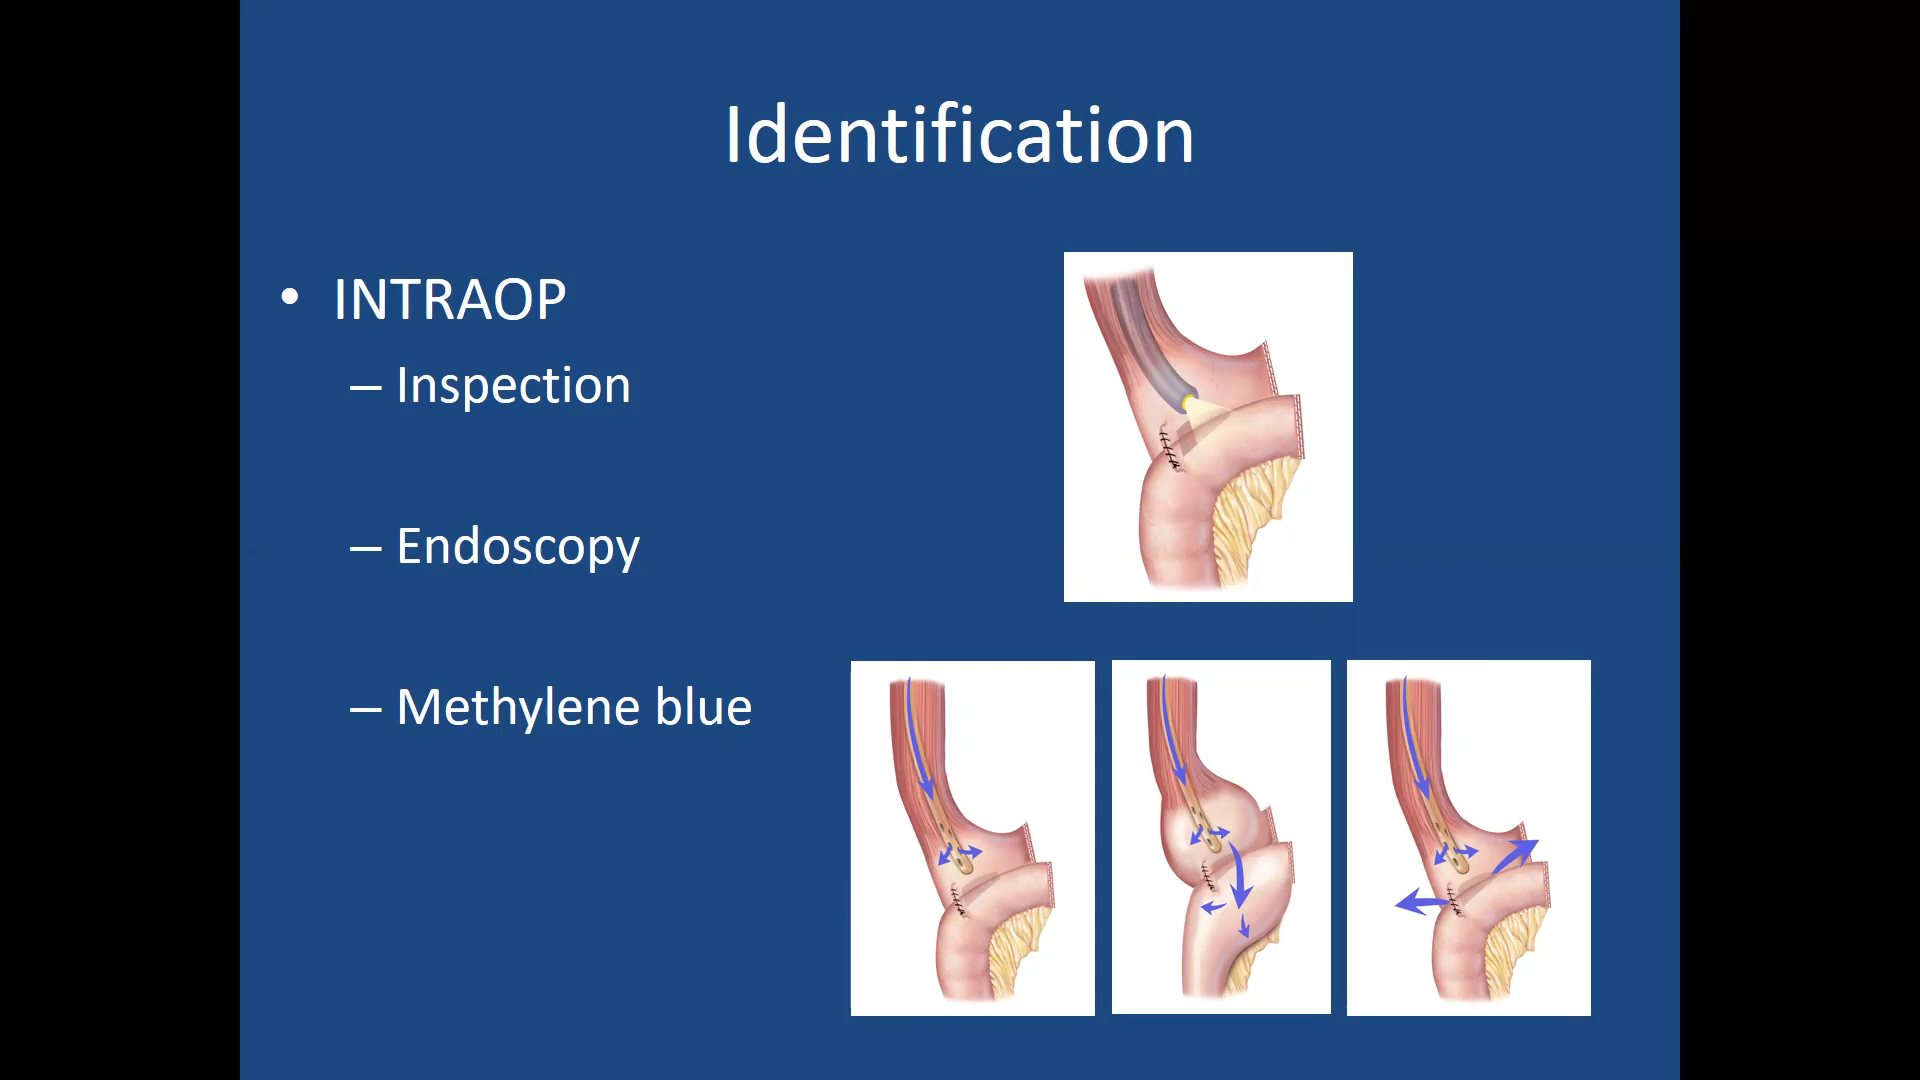 Identification
• INTRAOP
– Inspection
– Endoscopy
– Methylene blue